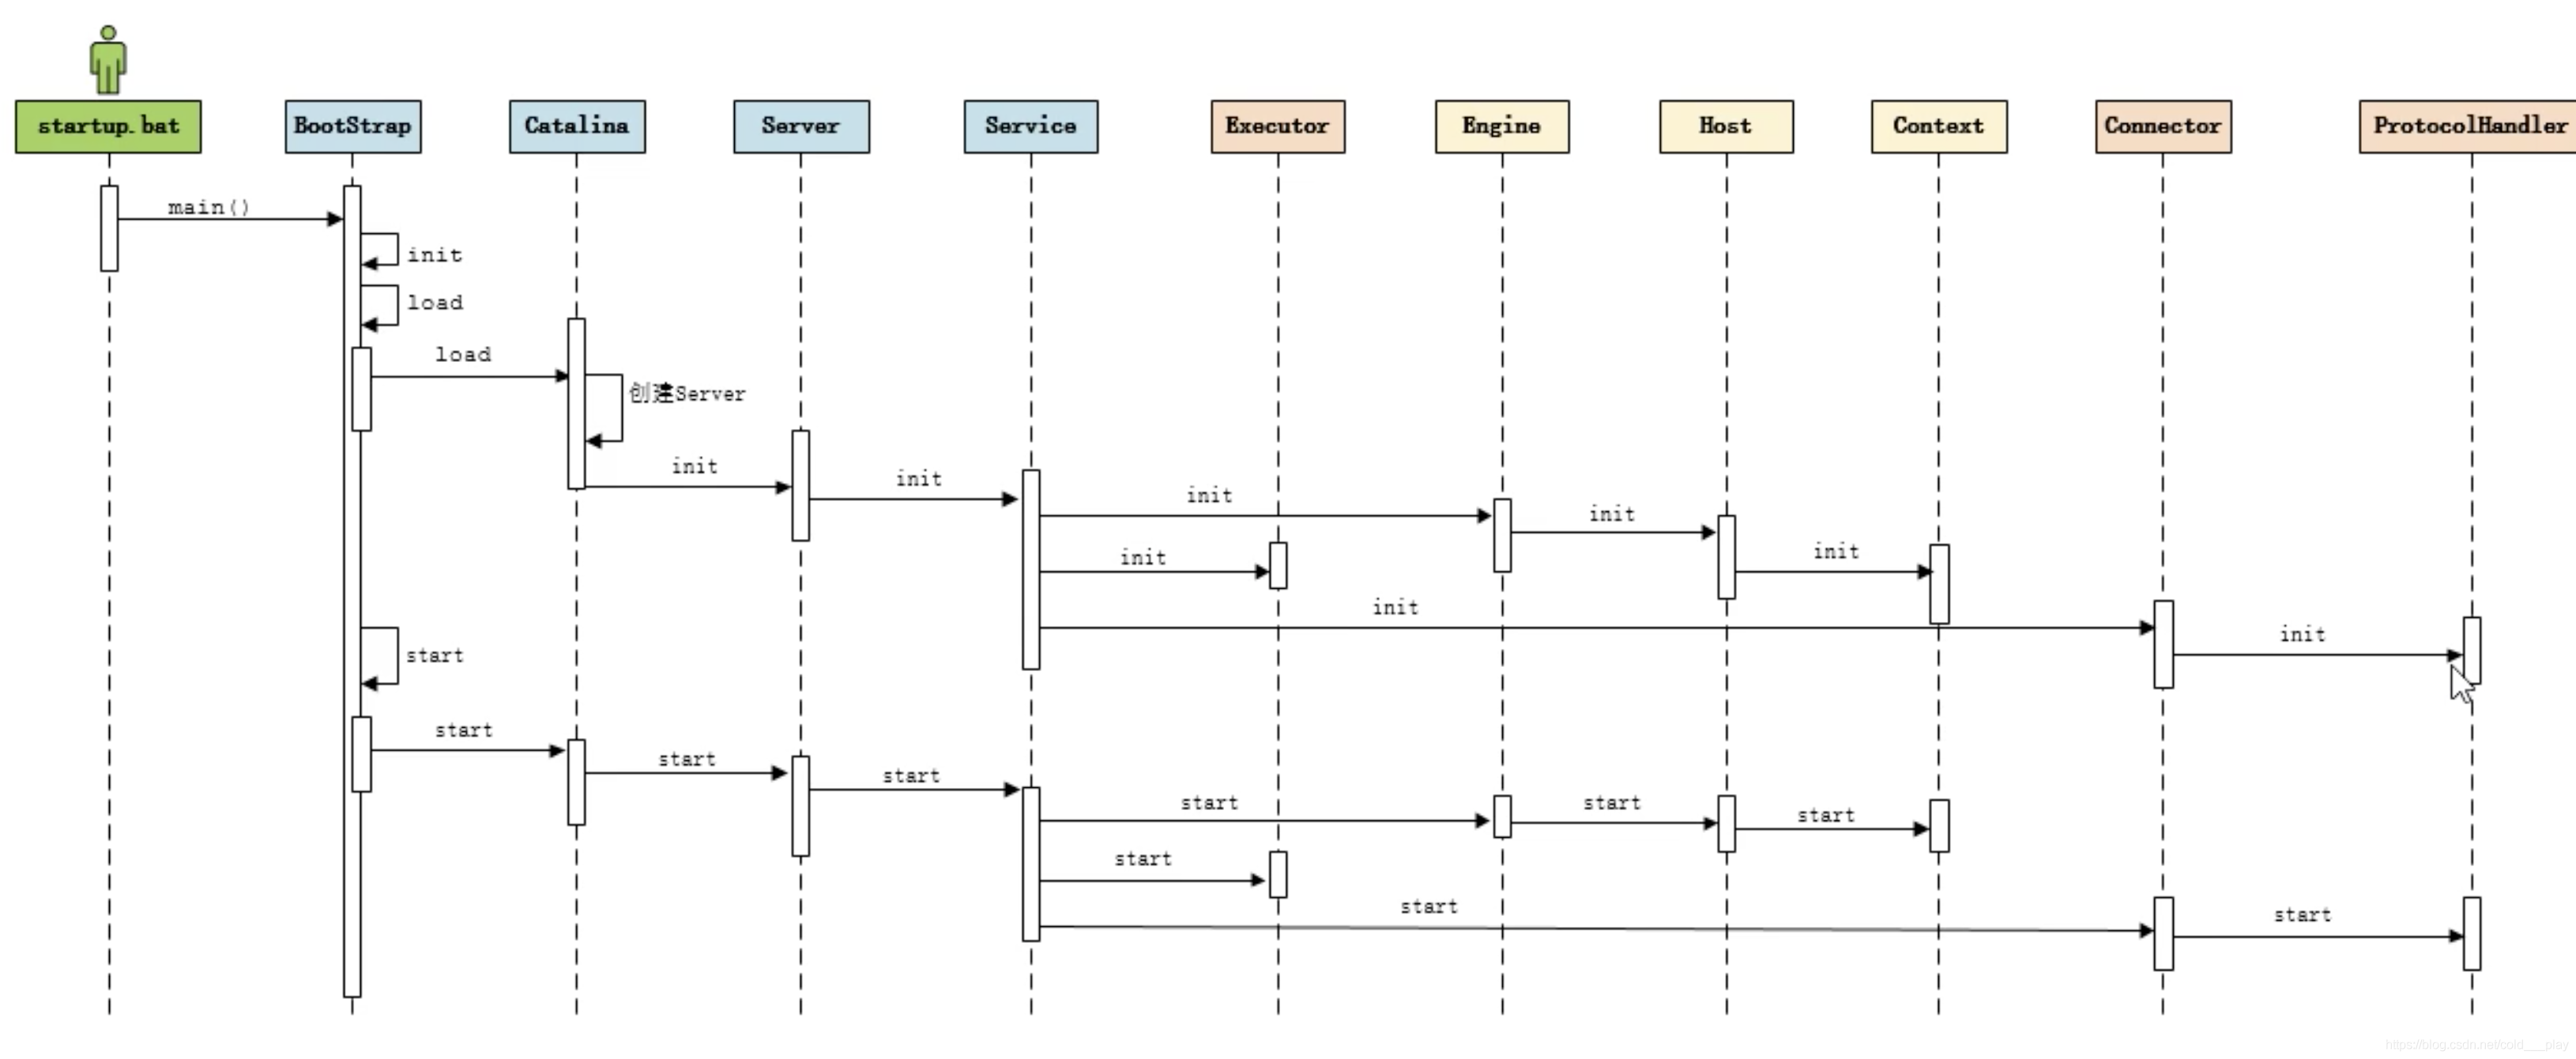 startup.bat
BootStrap
Catalina
Server
Service
Executor
Engine
Host
Context
Connector
ProtocolHandler
main()
init
load
load
创建Server
init
init
init
init
init
init
init
init
start
start
start
start
start
start
start
start
start
start
https://blog.csdn.net/cold___play